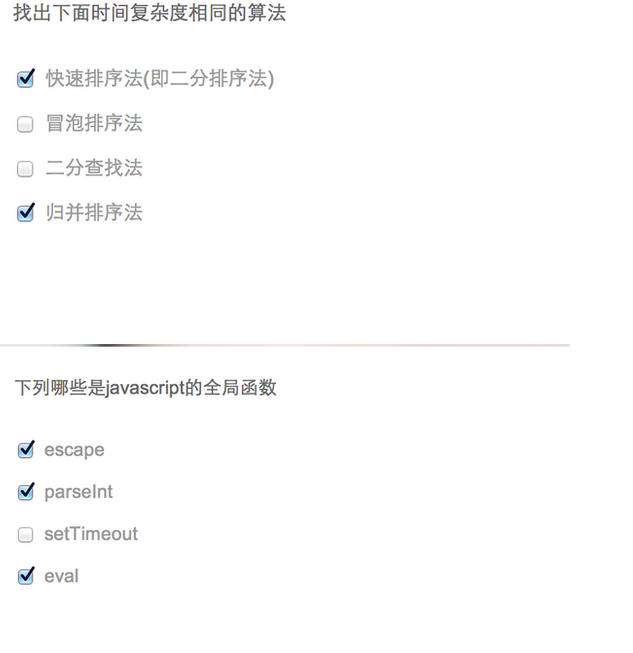 找出下面时间复杂度相同的算法
快速排序法(即二分排序法)
冒泡排序法
二分查找法
归并排序法
下列哪些是javascript的全局函数
escape
parseInt
setTimeout
eval